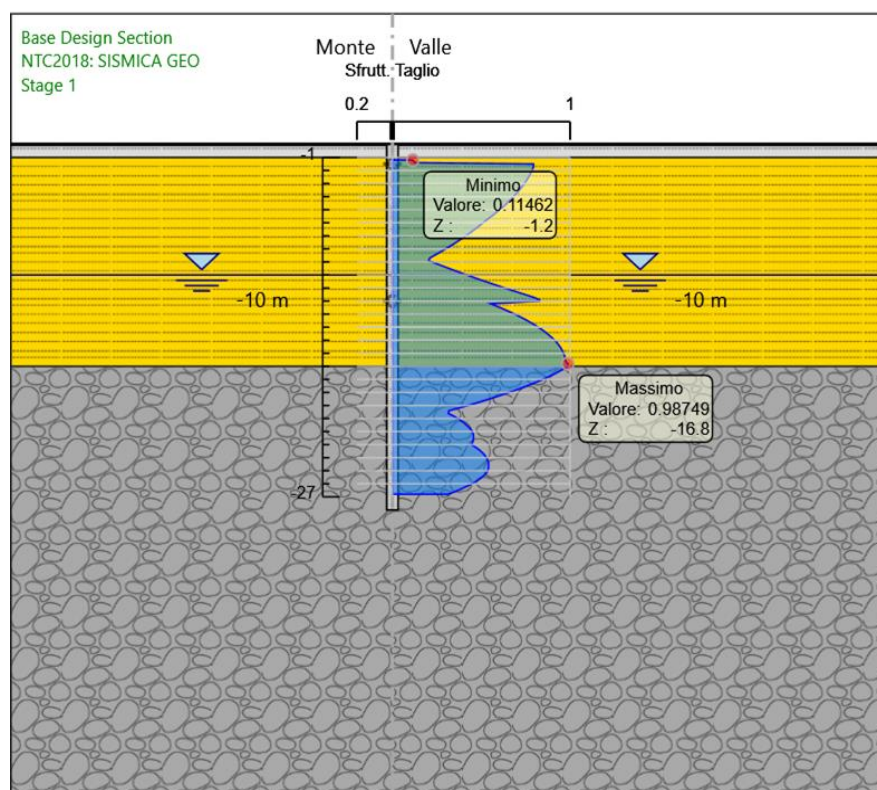 Base Design Section
NTC2018: SISMICA GEO
Stage 1
Monte Valle
Sfrutt. Taglio
0.2 1
-1
Minimo
Valore: 0.11462
Z : -1.2
-10 m -10 m
Massimo
Valore: 0.98749
Z : -16.8
-27